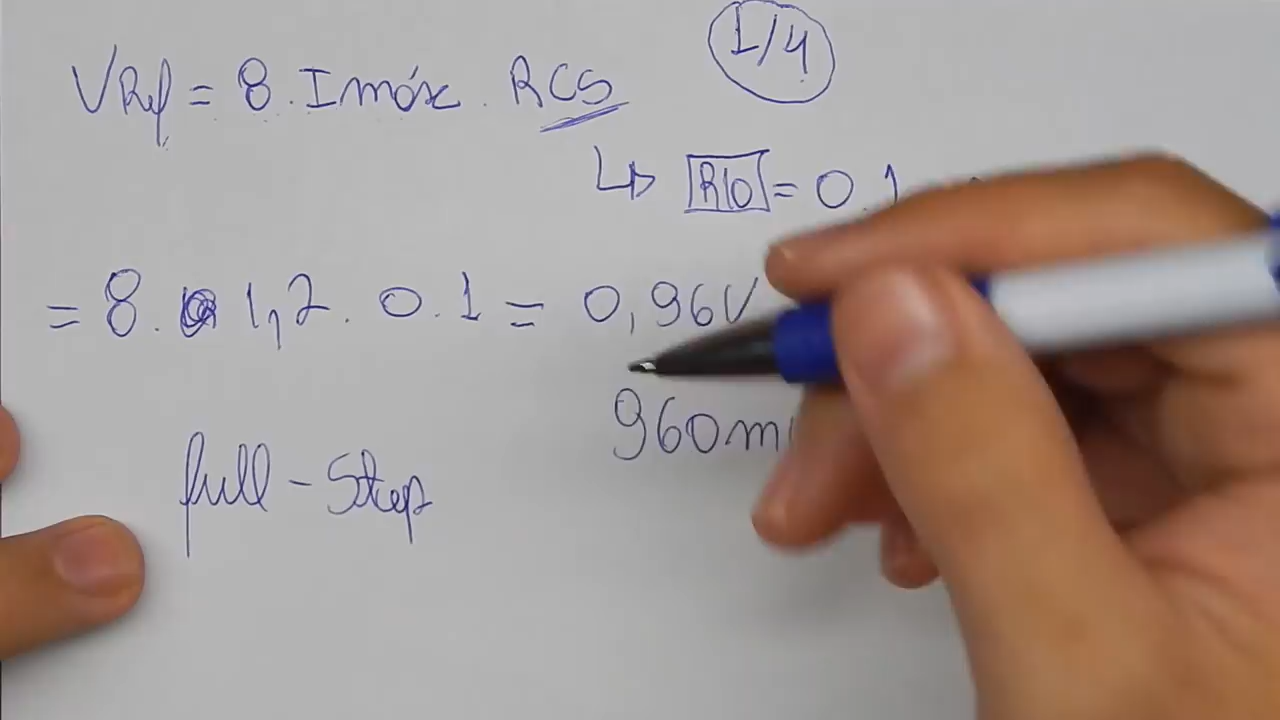 VRef = 8 . Imáx . RCS
1/4
↳ R10 = 0.1
= 8 . 1,2 . 0.1 = 0,96V
960m
full-Step